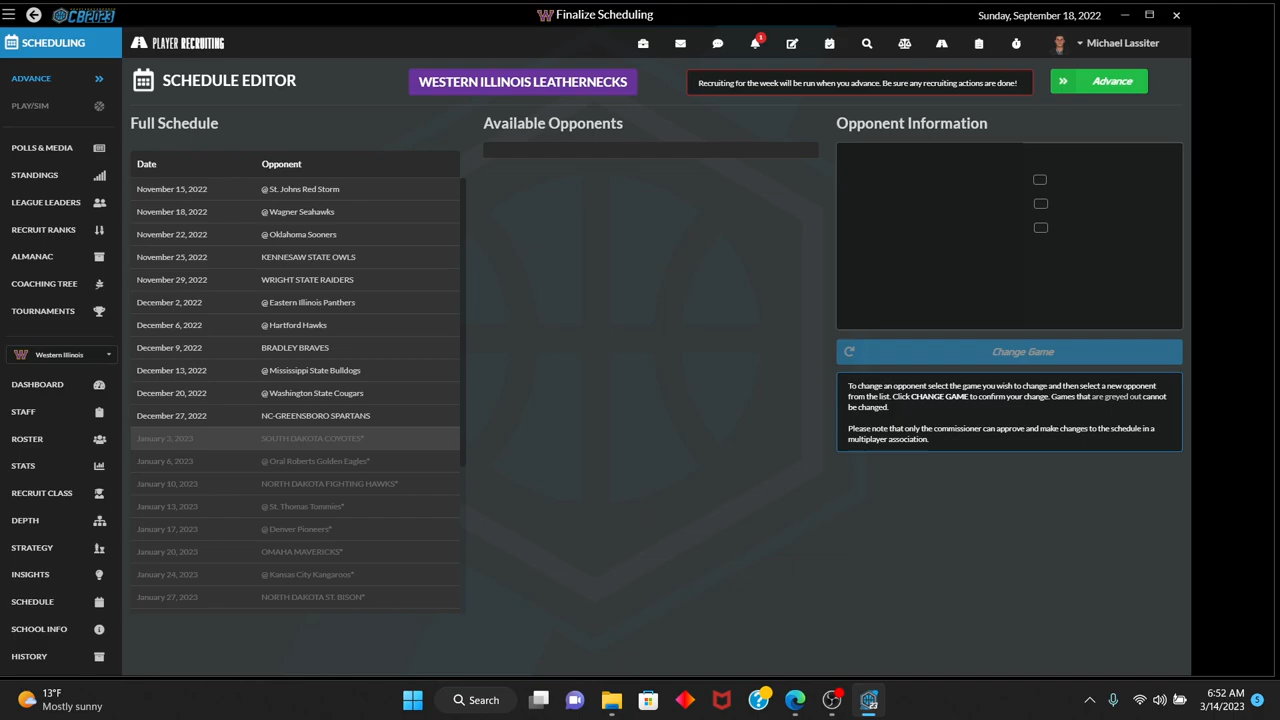 CB2023
Finalize Scheduling
Sunday, September 18, 2022
SCHEDULING
PLAYER RECRUITING
1
Michael Lassiter
ADVANCE
PLAY/SIM
POLLS & MEDIA
STANDINGS
LEAGUE LEADERS
RECRUIT RANKS
ALMANAC
COACHING TREE
TOURNAMENTS
Western Illinois
DASHBOARD
STAFF
ROSTER
STATS
RECRUIT CLASS
DEPTH
STRATEGY
INSIGHTS
SCHEDULE
SCHOOL INFO
HISTORY
SCHEDULE EDITOR
WESTERN ILLINOIS LEATHERNECKS
Recruiting for the week will be run when you advance. Be sure any recruiting actions are done!
Advance
Full Schedule
Date Opponent
November 15, 2022 @ St. Johns Red Storm
November 18, 2022 @ Wagner Seahawks
November 22, 2022 @ Oklahoma Sooners
November 25, 2022 KENNESAW STATE OWLS
November 29, 2022 WRIGHT STATE RAIDERS
December 2, 2022 @ Eastern Illinois Panthers
December 6, 2022 @ Hartford Hawks
December 9, 2022 BRADLEY BRAVES
December 13, 2022 @ Mississippi State Bulldogs
December 20, 2022 @ Washington State Cougars
December 27, 2022 NC-GREENSBORO SPARTANS
January 3, 2023 SOUTH DAKOTA COYOTES*
January 6, 2023 @ Oral Roberts Golden Eagles*
January 10, 2023 NORTH DAKOTA FIGHTING HAWKS*
January 13, 2023 @ St. Thomas Tommies*
January 17, 2023 @ Denver Pioneers*
January 20, 2023 OMAHA MAVERICKS*
January 24, 2023 @ Kansas City Kangaroos*
January 27, 2023 NORTH DAKOTA ST. BISON*
Available Opponents
Opponent Information
Change Game
To change an opponent select the game you wish to change and then select a new opponent
from the list. Click CHANGE GAME to confirm your change. Games that are greyed out cannot
be changed.
Please note that only the commissioner can approve and make changes to the schedule in a
multiplayer association.
13°F
Mostly sunny
Search
23
6:52 AM
3/14/2023
5